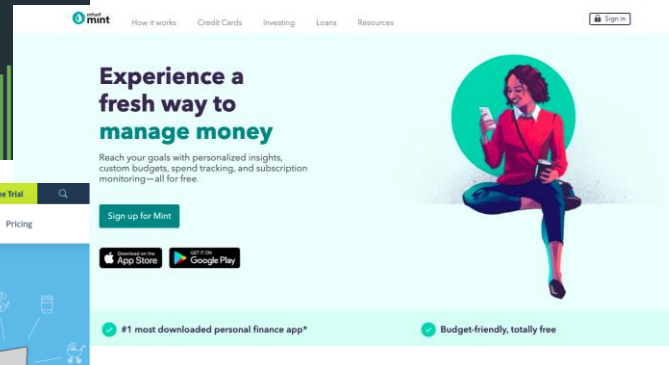 intuit
mint
How it works
Credit Cards
Investing
Loans
Resources
Sign in
Experience a
fresh way to
manage money
Reach your goals with personalized insights,
custom budgets, spend tracking, and subscription
monitoring—all for free.
Sign up for Mint
Download on the
App Store
GET IT ON
Google Play
#1 most downloaded personal finance app*
Budget-friendly, totally free
Trial
Pricing